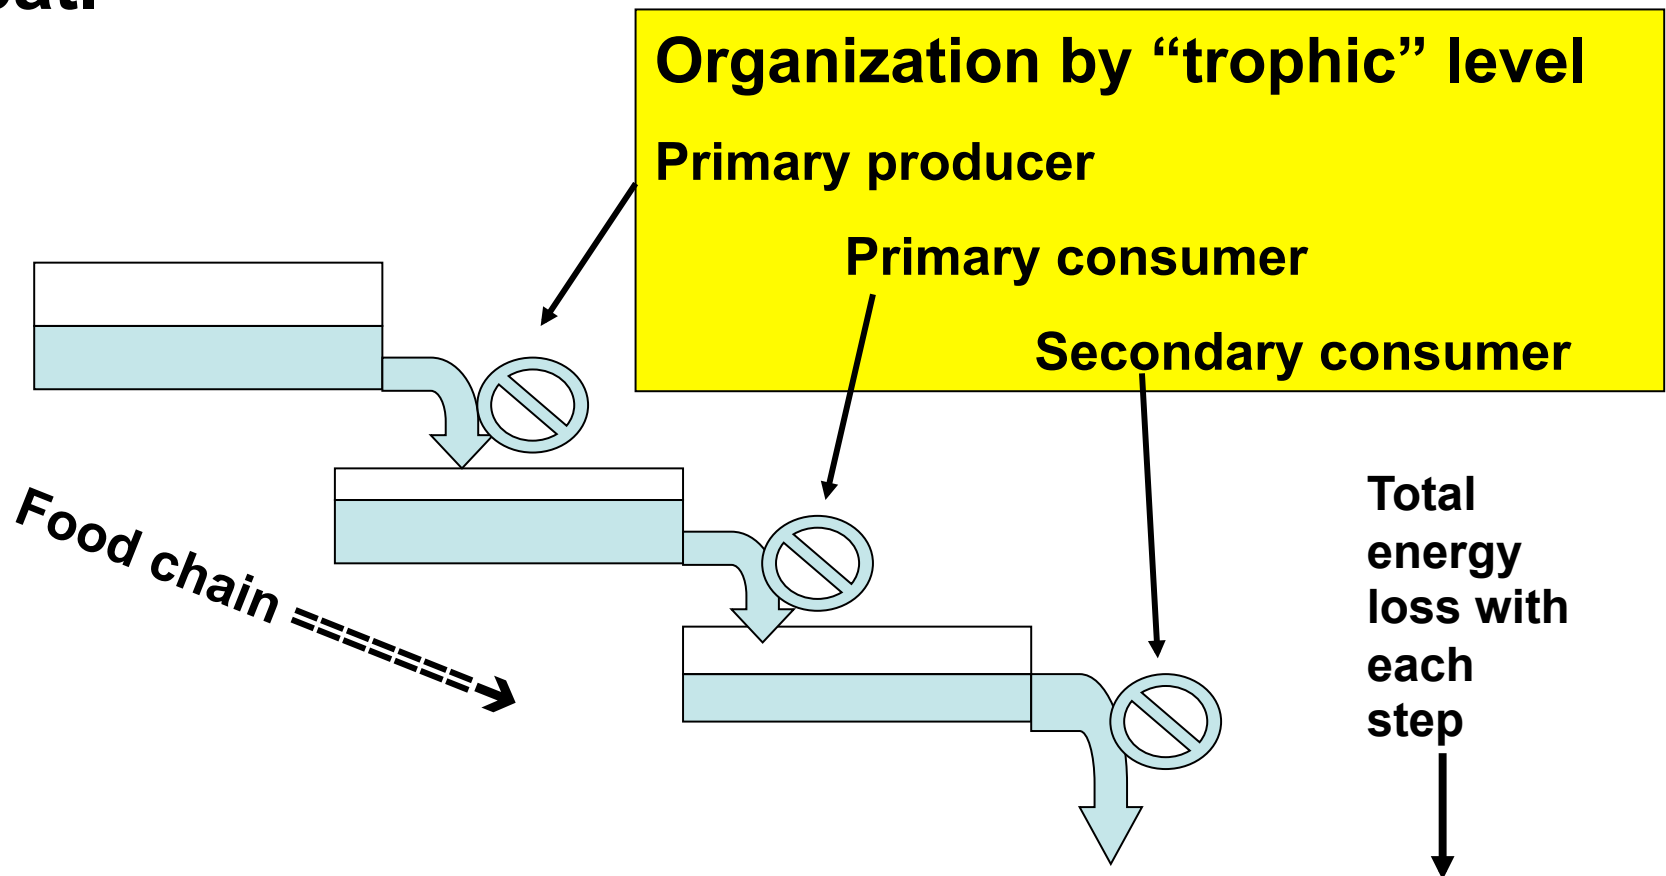 Organization by “trophic” level
Primary producer
Primary consumer
Secondary consumer
Food chain
Total
energy
loss with
each
step